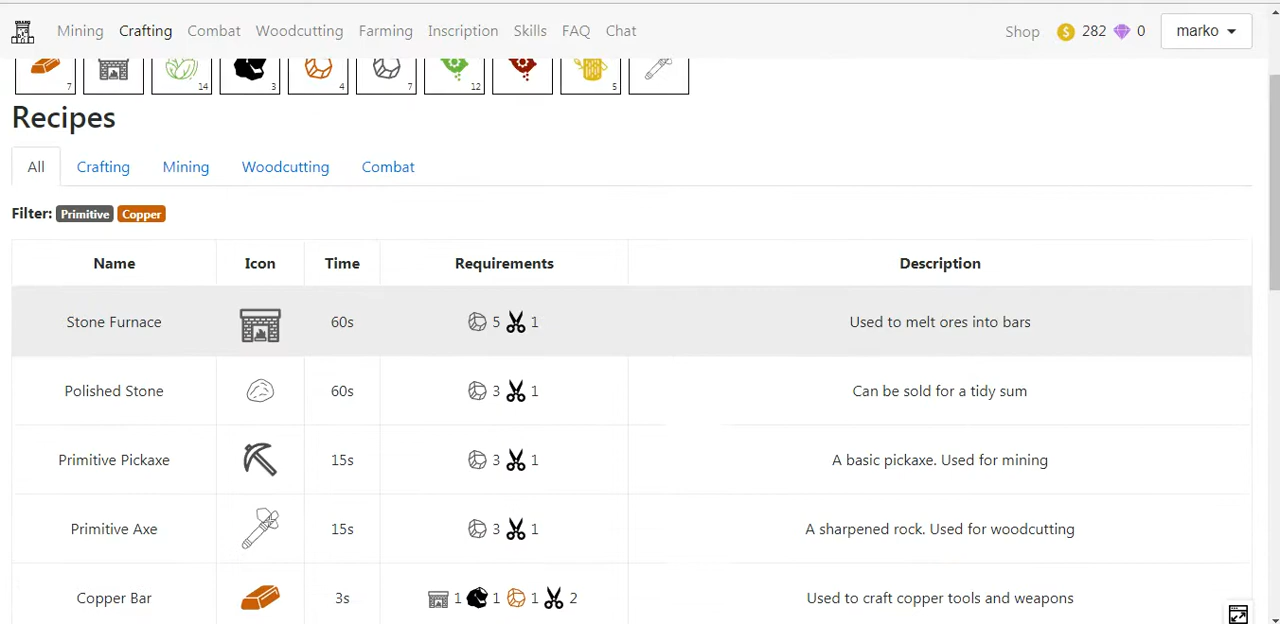 Mining Crafting Combat Woodcutting Farming Inscription Skills FAQ Chat Shop $ 282 0 marko
7 14 3 4 7 12 5
Recipes
All Crafting Mining Woodcutting Combat
Filter: Primitive Copper
Name Icon Time Requirements Description
Stone Furnace 60s 5 1 Used to melt ores into bars
Polished Stone 60s 3 1 Can be sold for a tidy sum
Primitive Pickaxe 15s 3 1 A basic pickaxe. Used for mining
Primitive Axe 15s 3 1 A sharpened rock. Used for woodcutting
Copper Bar 3s 1 1 1 2 Used to craft copper tools and weapons